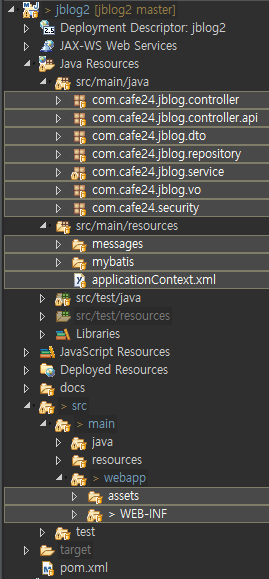 > jblog2 [jblog2 master]
Deployment Descriptor: jblog2
JAX-WS Web Services
Java Resources
src/main/java
com.cafe24.jblog.controller
com.cafe24.jblog.controller.api
com.cafe24.jblog.dto
com.cafe24.jblog.repository
com.cafe24.jblog.service
com.cafe24.jblog.vo
com.cafe24.security
src/main/resources
messages
mybatis
applicationContext.xml
src/test/java
src/test/resources
Libraries
JavaScript Resources
Deployed Resources
docs
> src
> main
java
resources
> webapp
assets
> WEB-INF
test
target
pom.xml